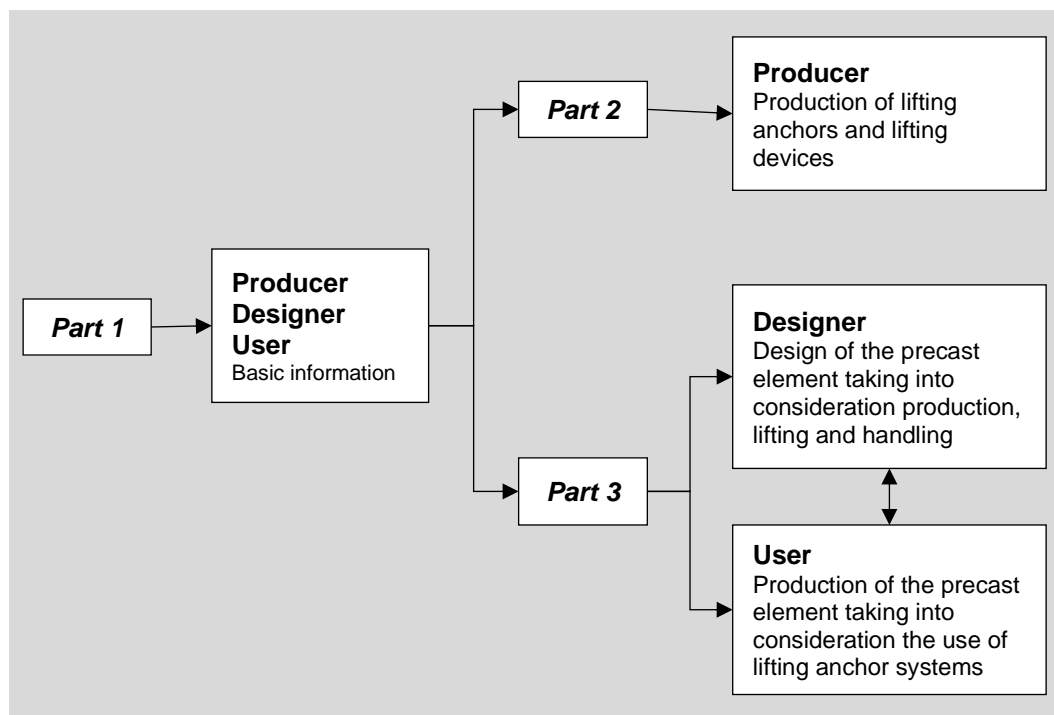 Part 1
Producer
Designer
User
Basic information
Part 2
Producer
Production of lifting
anchors and lifting
devices
Part 3
Designer
Design of the precast
element taking into
consideration production,
lifting and handling
User
Production of the precast
element taking into
consideration the use of
lifting anchor systems